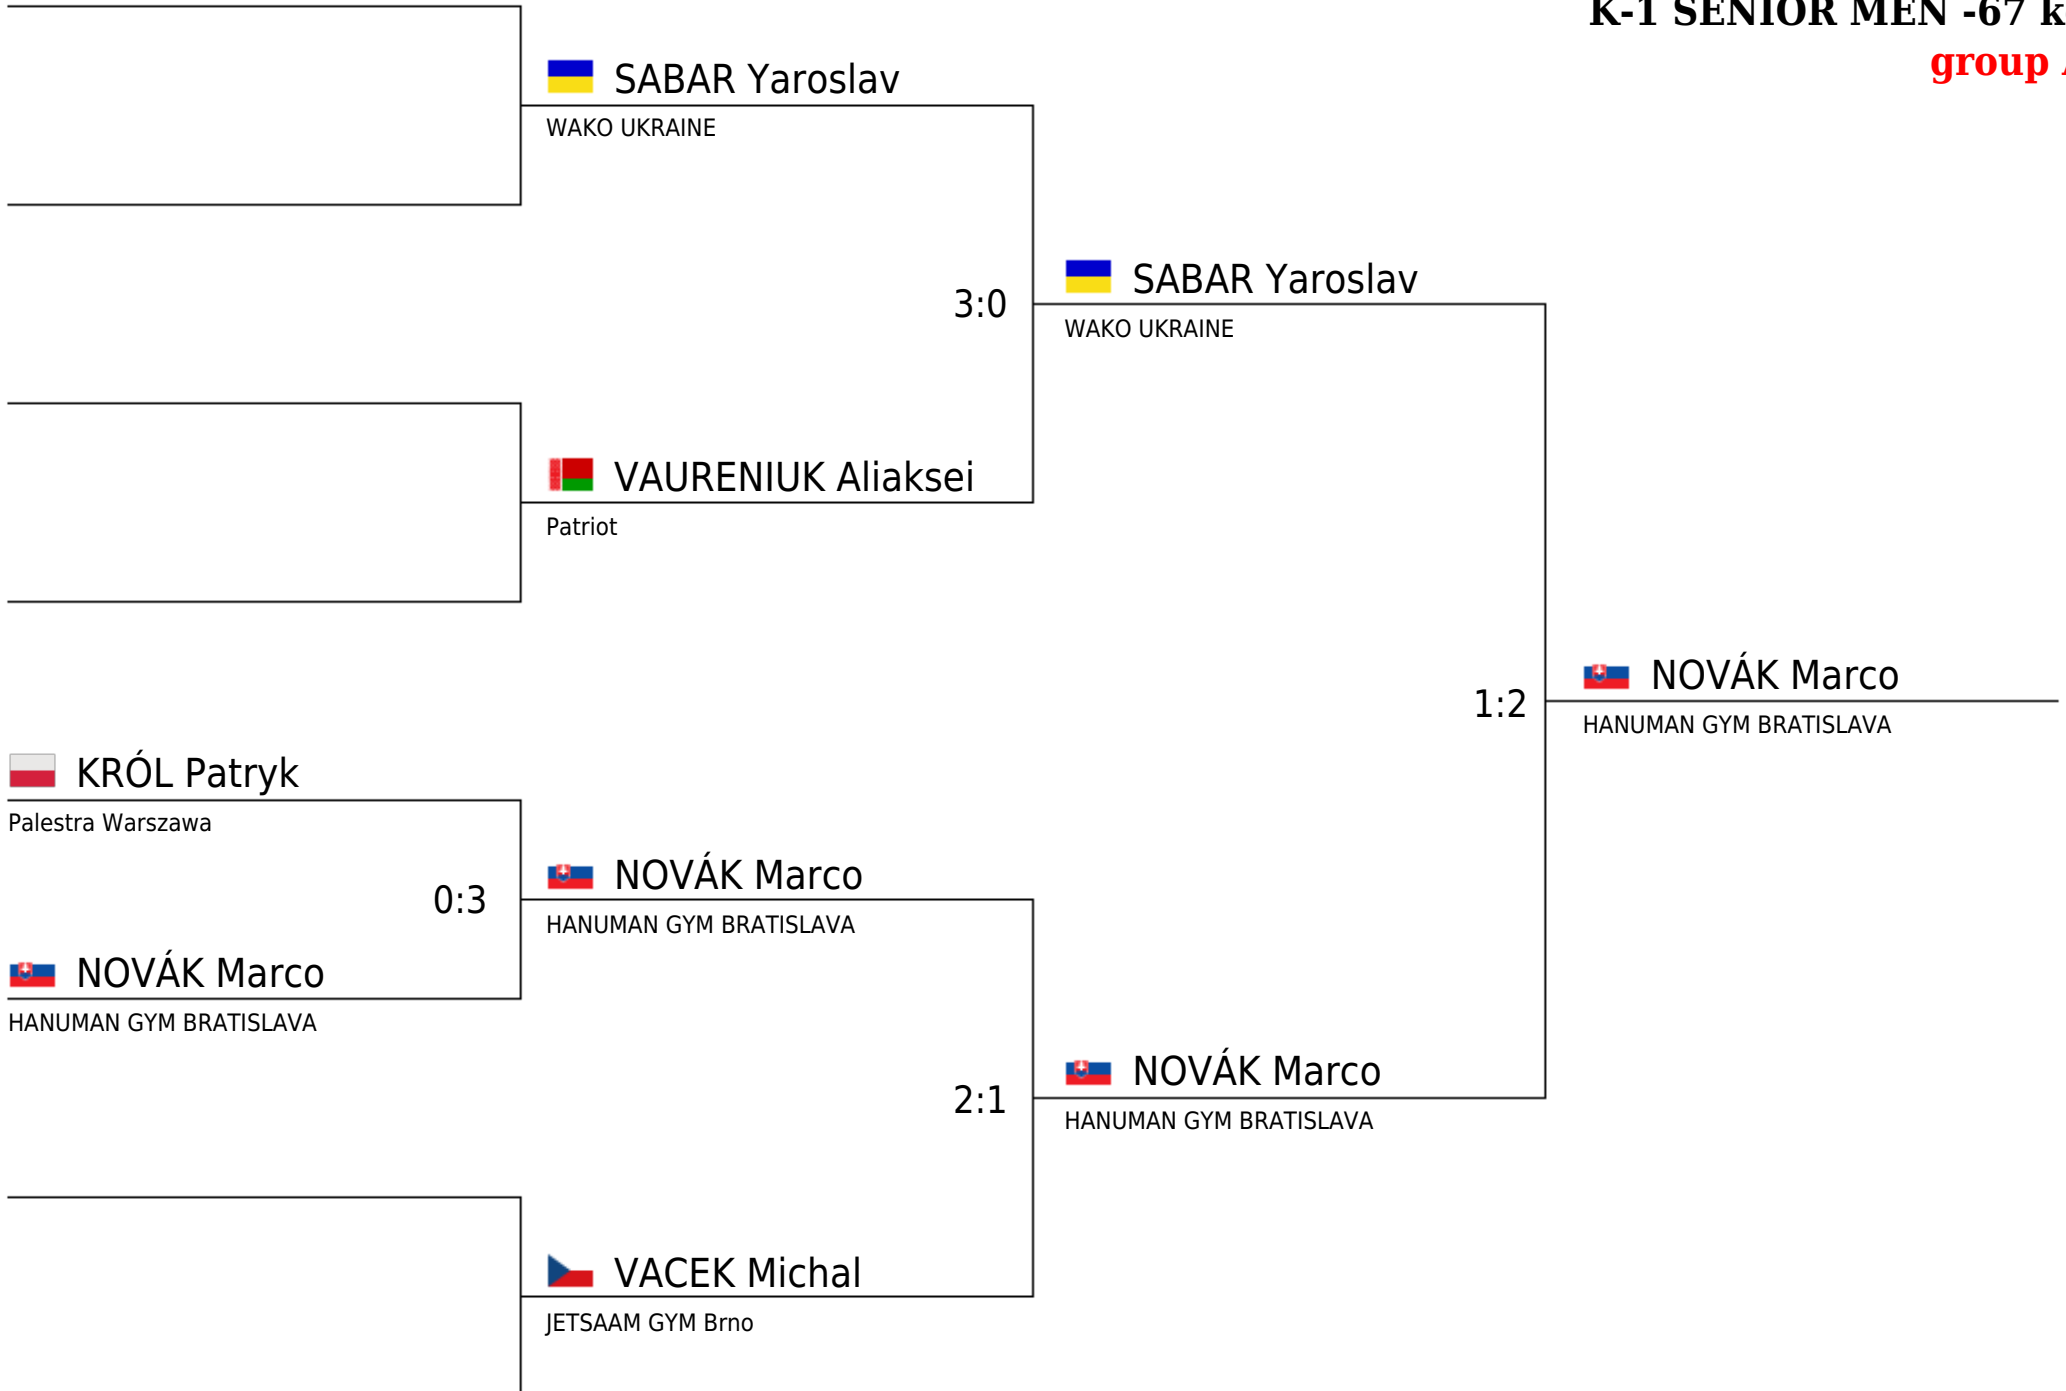 K-1 SENIOR MEN -67 k
group A
SABAR Yaroslav
WAKO UKRAINE
3:0
SABAR Yaroslav
WAKO UKRAINE
VAURENIUK Aliaksei
Patriot
1:2
NOVÁK Marco
HANUMAN GYM BRATISLAVA
KRÓL Patryk
Palestra Warszawa
0:3
NOVÁK Marco
HANUMAN GYM BRATISLAVA
NOVÁK Marco
HANUMAN GYM BRATISLAVA
2:1
NOVÁK Marco
HANUMAN GYM BRATISLAVA
VACEK Michal
JETSAAM GYM Brno